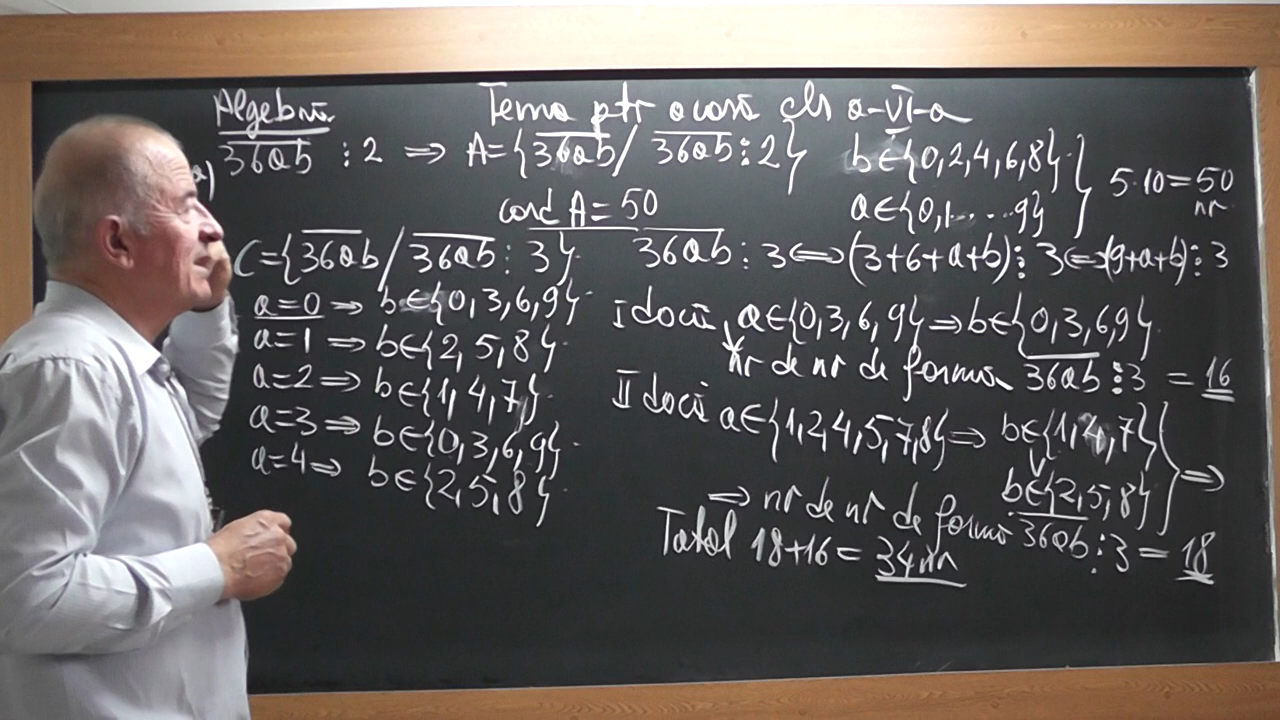 Algebră. Tema ptr acasă cls a-VI-a
a) 36ab ⋮ 2 ⇒ A={36ab / 36ab ⋮ 2} b∈{0,2,4,6,8} } 5·10=50 nr
a∈{0,1.....9}
card A=50
C={36ab / 36ab ⋮ 3}. 36ab ⋮ 3⇔(3+6+a+b)⋮ 3⇔(9+a+b)⋮ 3
a=0 ⇒ b∈{0,3,6,9}
a=1 ⇒ b∈{2,5,8}.
a=2 ⇒ b∈{1,4,7}.
a=3 ⇒ b∈{0,3,6,9}.
a=4 ⇒ b∈{2,5,8}.
I dacă, a∈{0,3,6,9}⇒b∈{0,3,6,9}.
nr de nr de forma 36ab ⋮ 3 = 16
II dacă a∈{1,2,4,5,7,8}⇒ b∈{1,4,7} } ⇒
b∈{2,5,8}
⇒ nr de nr de forma 36ab ⋮ 3 = 18
Total 18+16 = 34 nr